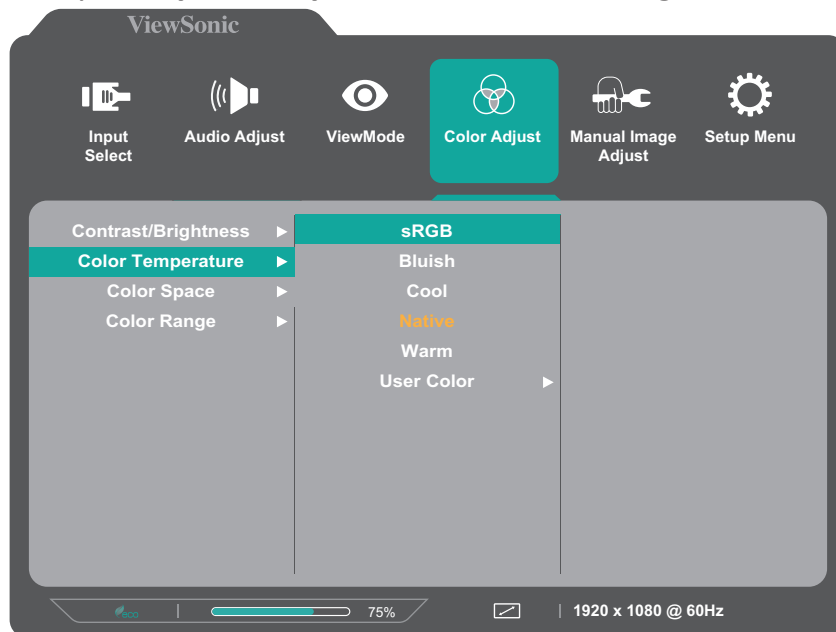 ViewSonic
Input Select
Audio Adjust
ViewMode
Color Adjust
Manual Image Adjust
Setup Menu
Contrast/Brightness
sRGB
Color Temperature
Bluish
Color Space
Cool
Color Range
Native
Warm
User Color
eco
75%
1920 x 1080 @ 60Hz